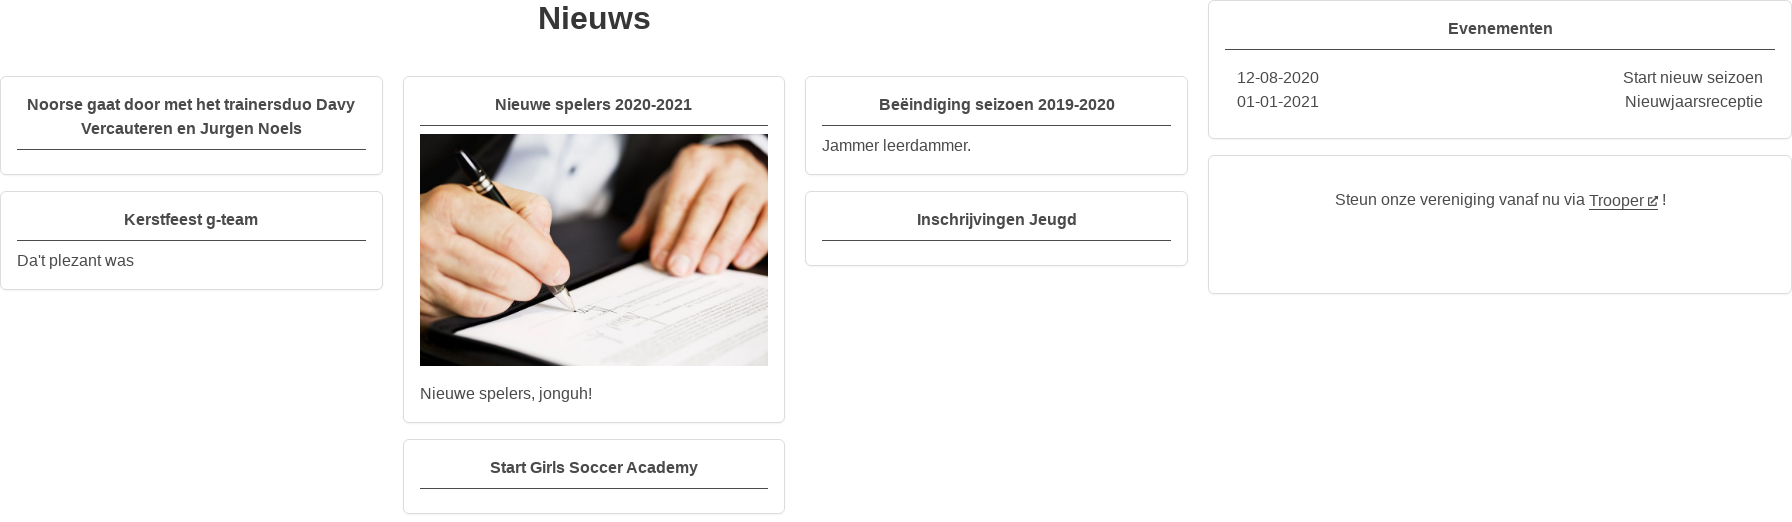 Nieuws
Noorse gaat door met het trainersduo Davy
Vercauteren en Jurgen Noels
Kerstfeest g-team
Da't plezant was
Nieuwe spelers 2020-2021
Nieuwe spelers, jonguh!
Start Girls Soccer Academy
Beëindiging seizoen 2019-2020
Jammer leerdammer.
Inschrijvingen Jeugd
Evenementen
12-08-2020 Start nieuw seizoen
01-01-2021 Nieuwjaarsreceptie
Steun onze vereniging vanaf nu via Trooper !